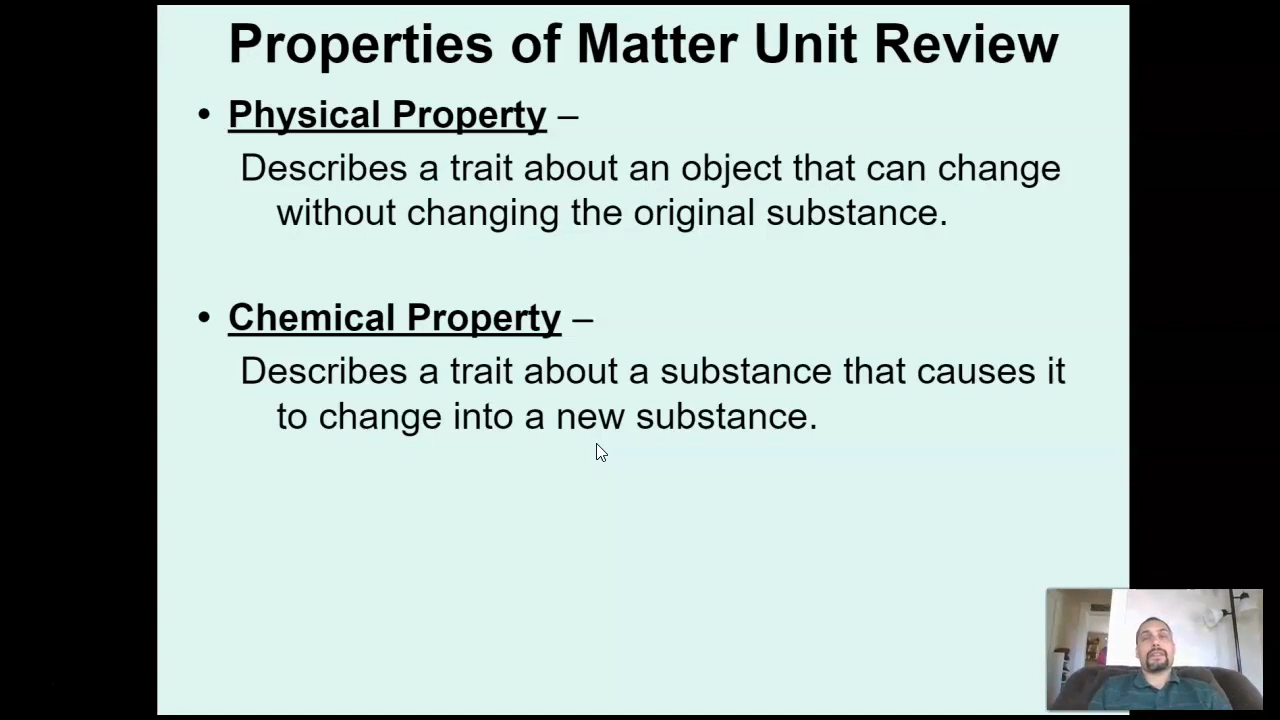 Properties of Matter Unit Review
• Physical Property –
Describes a trait about an object that can change
without changing the original substance.
• Chemical Property –
Describes a trait about a substance that causes it
to change into a new substance.